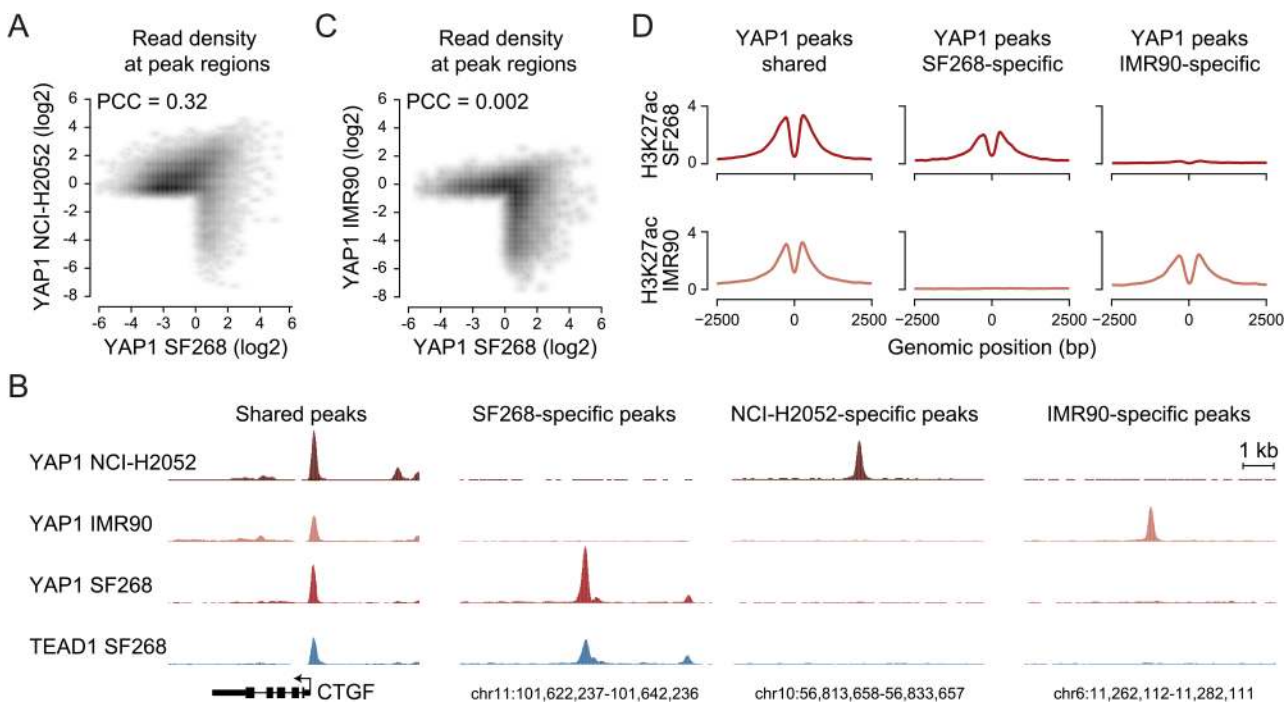 A
Read density
at peak regions
PCC = 0.32
YAP1 NCI-H2052 (log2)
6
4
2
0
-2
-4
-6
-8
-6 -3 -2 0 2 4 6
YAP1 SF268 (log2)
C
Read density
at peak regions
PCC = 0.002
YAP1 IMR90 (log2)
6
4
2
0
-2
-4
-6
-8
-6 -3 -2 0 2 4 6
YAP1 SF268 (log2)
D
YAP1 peaks
shared
YAP1 peaks
SF268-specific
YAP1 peaks
IMR90-specific
H3K27ac
SF268
4
0
H3K27ac
IMR90
4
0
−2500 0 2500
−2500 0 2500
−2500 0 2500
Genomic position (bp)
B
Shared peaks
SF268-specific peaks
NCI-H2052-specific peaks
IMR90-specific peaks
1 kb
YAP1 NCI-H2052
YAP1 IMR90
YAP1 SF268
TEAD1 SF268
CTGF
chr11:101,622,237-101,642,236
chr10:56,813,658-56,833,657
chr6:11,262,112-11,282,111